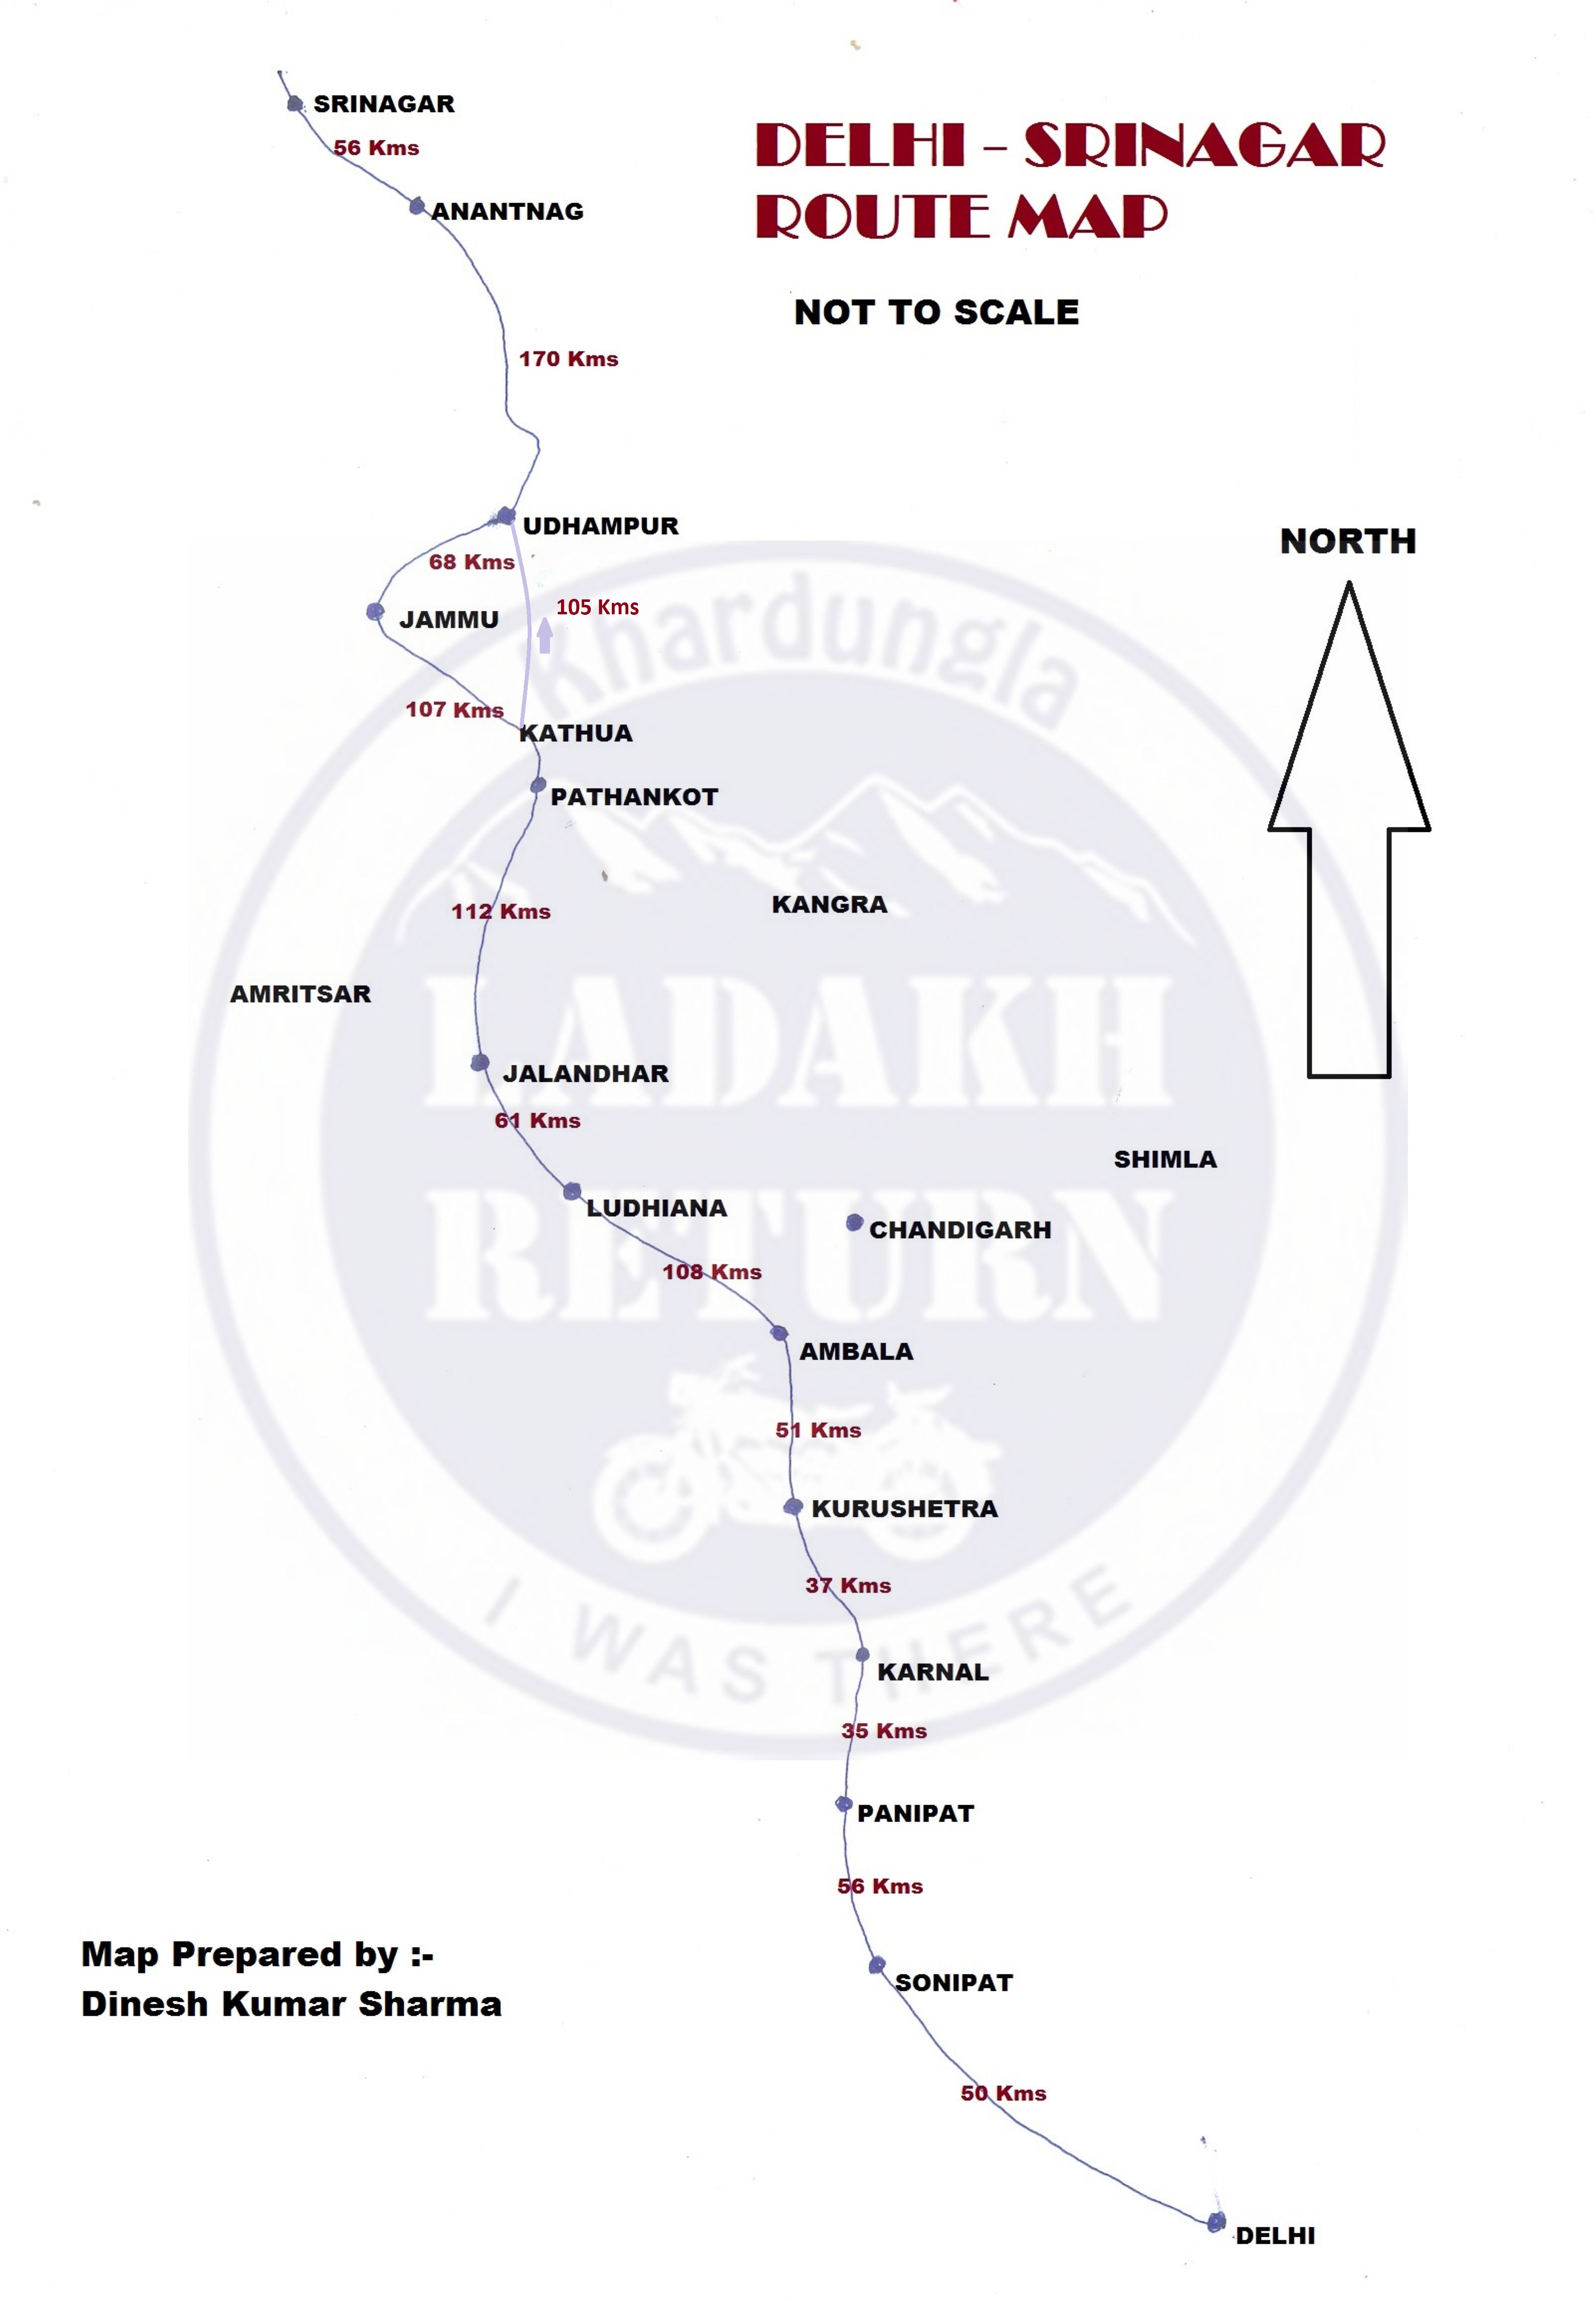 SRINAGAR
56 Kms
DELHI – SRINAGAR
ROUTE MAP
ANANTNAG
NOT TO SCALE
170 Kms
UDHAMPUR
NORTH
68 Kms
105 Kms
JAMMU
Khardungla
107 Kms
KATHUA
PATHANKOT
KANGRA
112 Kms
AMRITSAR
LADAKH
JALANDHAR
61 Kms
SHIMLA
LUDHIANA
CHANDIGARH
RETURN
108 Kms
AMBALA
51 Kms
KURUSHETRA
37 Kms
I WAS THERE
KARNAL
35 Kms
PANIPAT
56 Kms
Map Prepared by :-
Dinesh Kumar Sharma
SONIPAT
50 Kms
DELHI